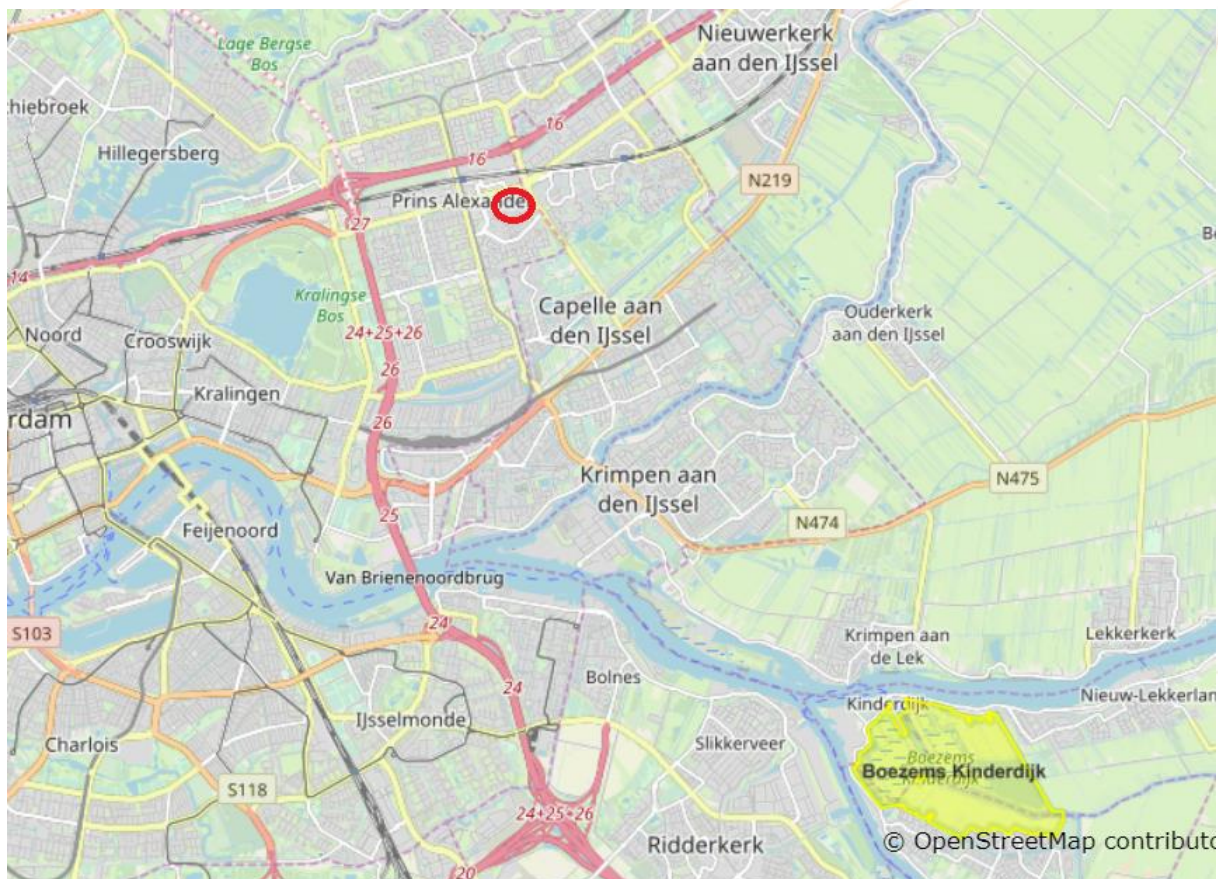 Nieuwerkerk
aan den IJssel
Lage Bergse
Bos
hiebroek
Hillegersberg
16
16
N219
Prins Alexande
27
14
Kralingse
Bos
Capelle aan
den IJssel
Ouderkerk
aan den IJssel
Noord
Crooswijk
24+25+26
26
Kralingen
rdam
26
Krimpen aan
den IJssel
N475
25
N474
Feijenoord
Van Brienenoordbrug
24
S103
Krimpen aan
de Lek
Lekkerkerk
Bolnes
24
Kinderdijk
Nieuw-Lekkerlan
IJsselmonde
Charlois
Slikkerveer
Boezems
Kinderdijk
Boezems Kinderdijk
S118
24+25+26
Ridderkerk
© OpenStreetMap contributo
20